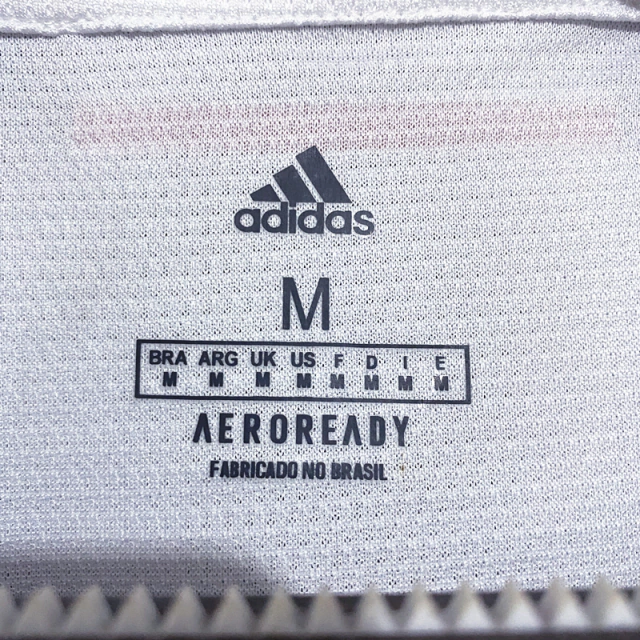 adidas
M
BRA ARG UK US F D I E
M M M M M M M M
AEROREADY
FABRICADO NO BRASIL